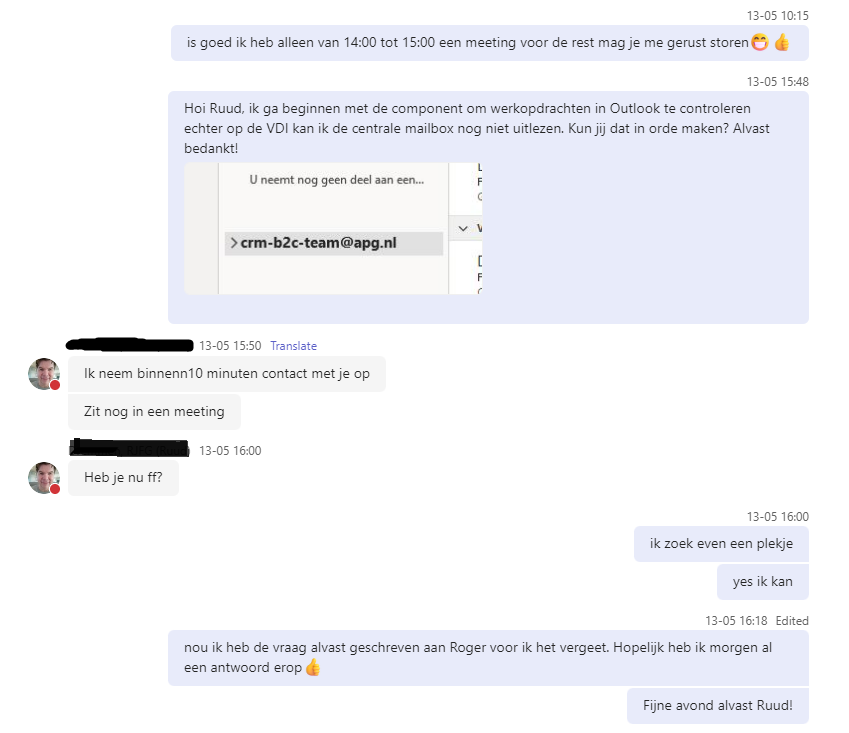 13-05 10:15
is goed ik heb alleen van 14:00 tot 15:00 een meeting voor de rest mag je me gerust storen😁👍
13-05 15:48
Hoi Ruud, ik ga beginnen met de component om werkopdrachten in Outlook te controleren
echter op de VDI kan ik de centrale mailbox nog niet uitlezen. Kun jij dat in orde maken? Alvast
bedankt!
U neemt nog geen deel aan een...
crm-b2c-team@apg.nl
13-05 15:50 Translate
Ik neem binnenn10 minuten contact met je op
Zit nog in een meeting
13-05 16:00
Heb je nu ff?
13-05 16:00
ik zoek even een plekje
yes ik kan
13-05 16:18 Edited
nou ik heb de vraag alvast geschreven aan Roger voor ik het vergeet. Hopelijk heb ik morgen al
een antwoord erop👍
Fijne avond alvast Ruud!